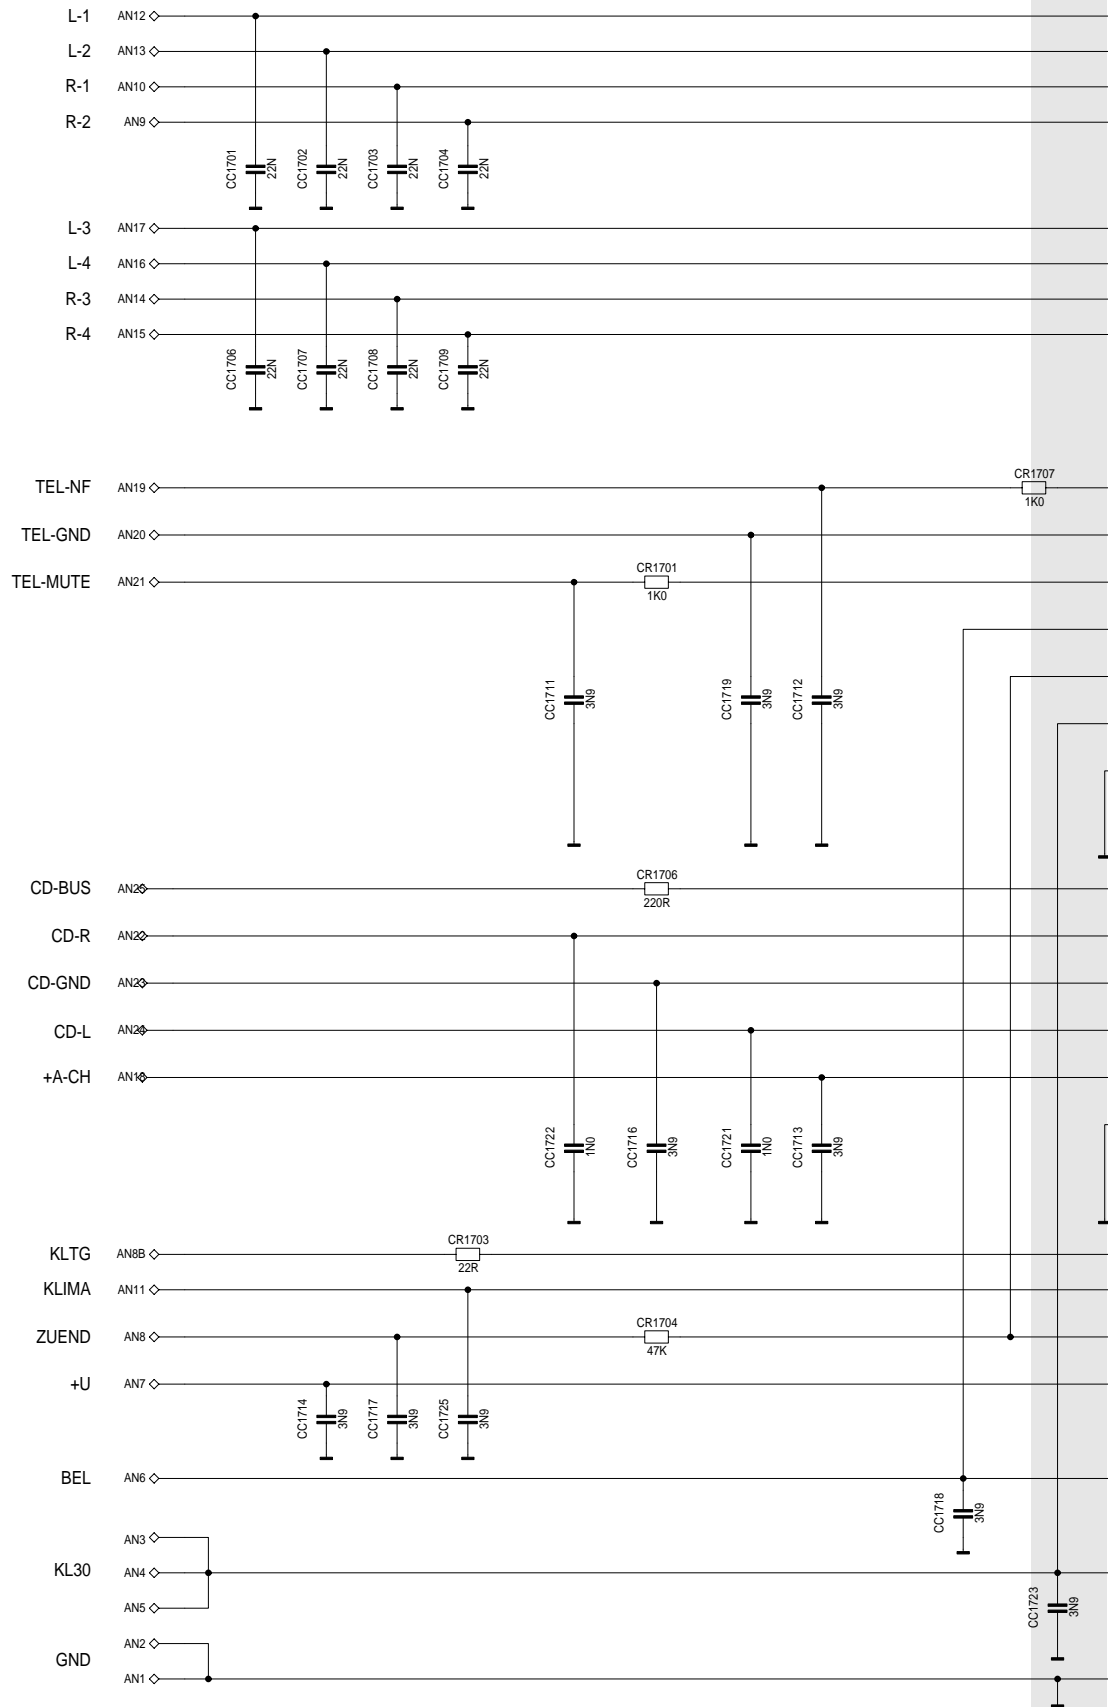 L-1 AN12
L-2 AN13
R-1 AN10
R-2 AN9
CC1701 22N CC1702 22N CC1703 22N CC1704 22N
L-3 AN17
L-4 AN16
R-3 AN14
R-4 AN15
CC1706 22N CC1707 22N CC1708 22N CC1709 22N
CR1707
TEL-NF AN19
1K0
TEL-GND AN20
CR1701
TEL-MUTE AN21
1K0
CC1711 3N9 CC1719 3N9 CC1712 3N9
CR1706
CD-BUS AN25
220R
CD-R AN22
CD-GND AN23
CD-L AN24
+A-CH AN18
CC1722 1N0 CC1716 3N9 CC1721 1N0 CC1713 3N9
CR1703
KLTG AN8B
22R
KLIMA AN11
CR1704
ZUEND AN8
47K
+U AN7
CC1714 3N9 CC1717 3N9 CC1725 3N9
BEL AN6
CC1718 3N9
AN3
KL30 AN4
AN5
CC1723 3N9
AN2
GND
AN1